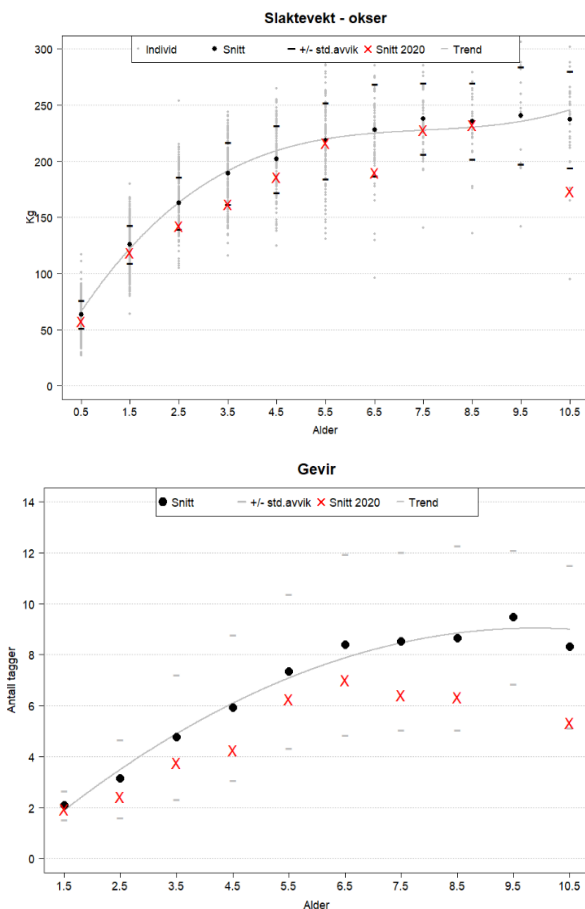 Slaktevekt - okser
Individ Snitt +/- std.avvik Snitt 2020 Trend
300
250
200
150
100
50
0
Kg
0.5 1.5 2.5 3.5 4.5 5.5 6.5 7.5 8.5 9.5 10.5
Alder
Gevir
Snitt +/- std.avvik Snitt 2020 Trend
14
12
10
8
6
4
2
0
Antall tagger
1.5 2.5 3.5 4.5 5.5 6.5 7.5 8.5 9.5 10.5
Alder